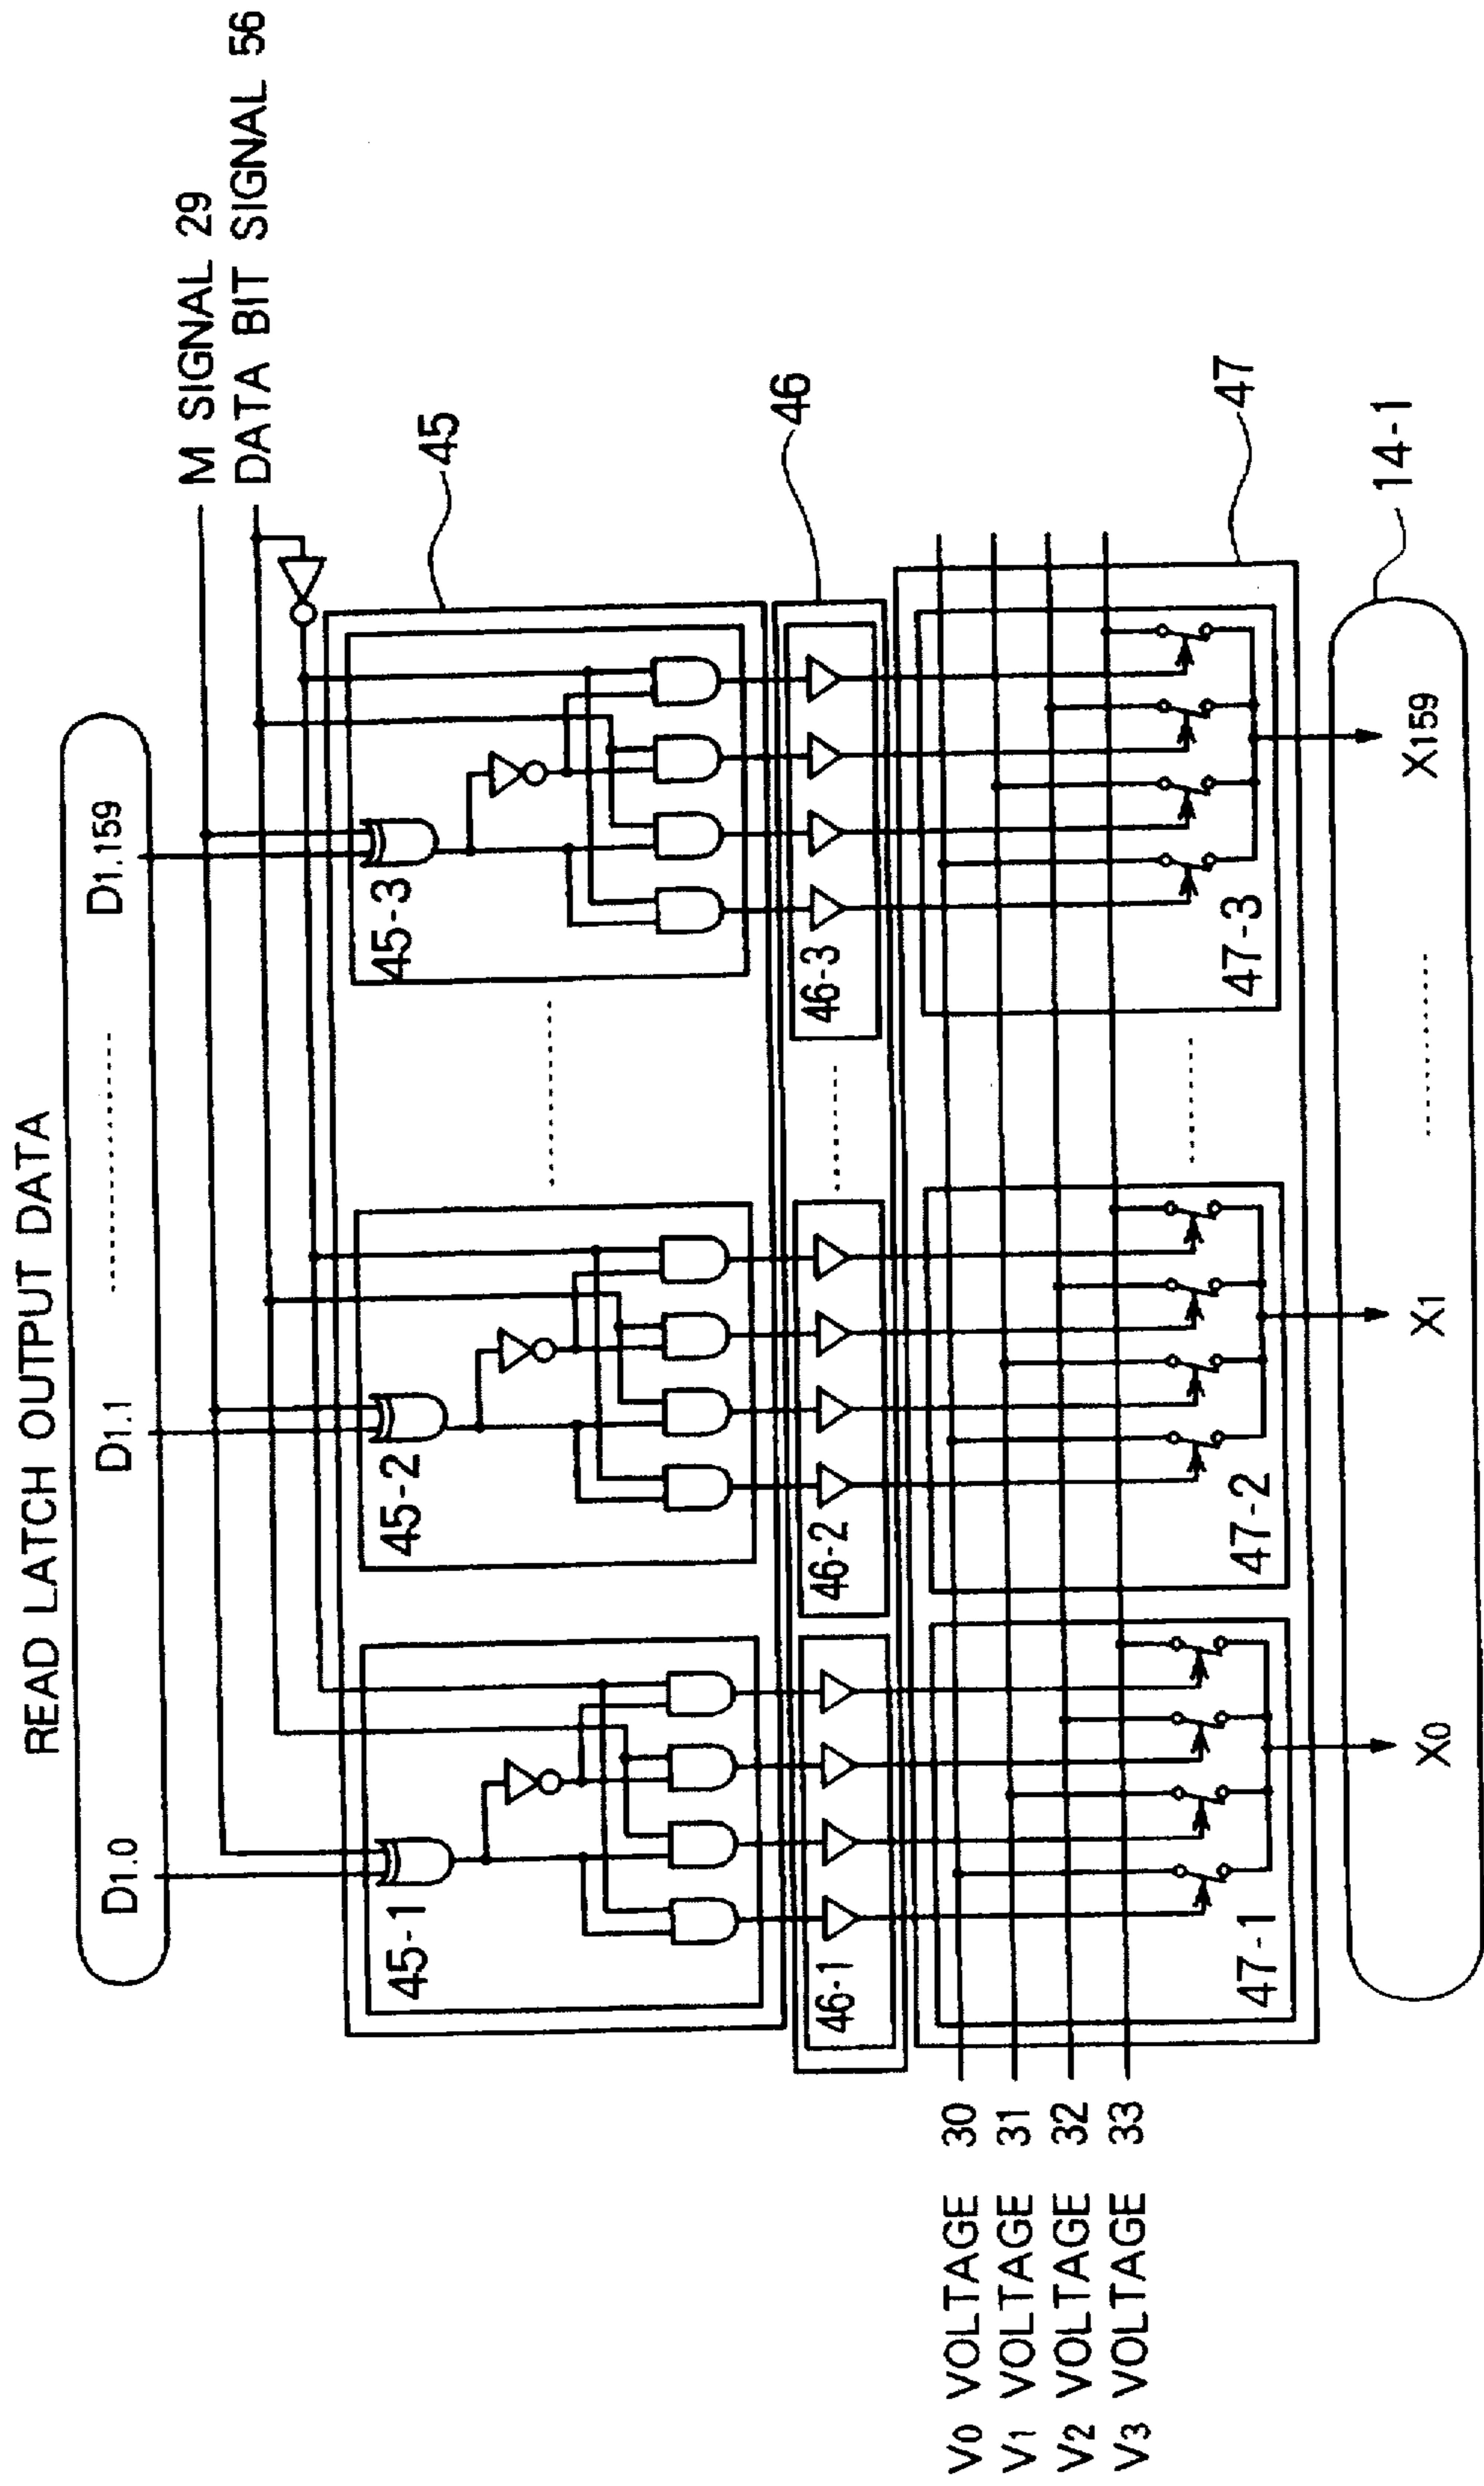 READ LATCH OUTPUT DATA
D1.0 D1.1 D1.159
M SIGNAL 29
DATA BIT SIGNAL 56
45-1 45-2 45-3 45
46-1 46-2 46-3 46
V0 VOLTAGE 30
V1 VOLTAGE 31
V2 VOLTAGE 32
V3 VOLTAGE 33
47-1 47-2 47-3 47
X0 X1 X159 14-1